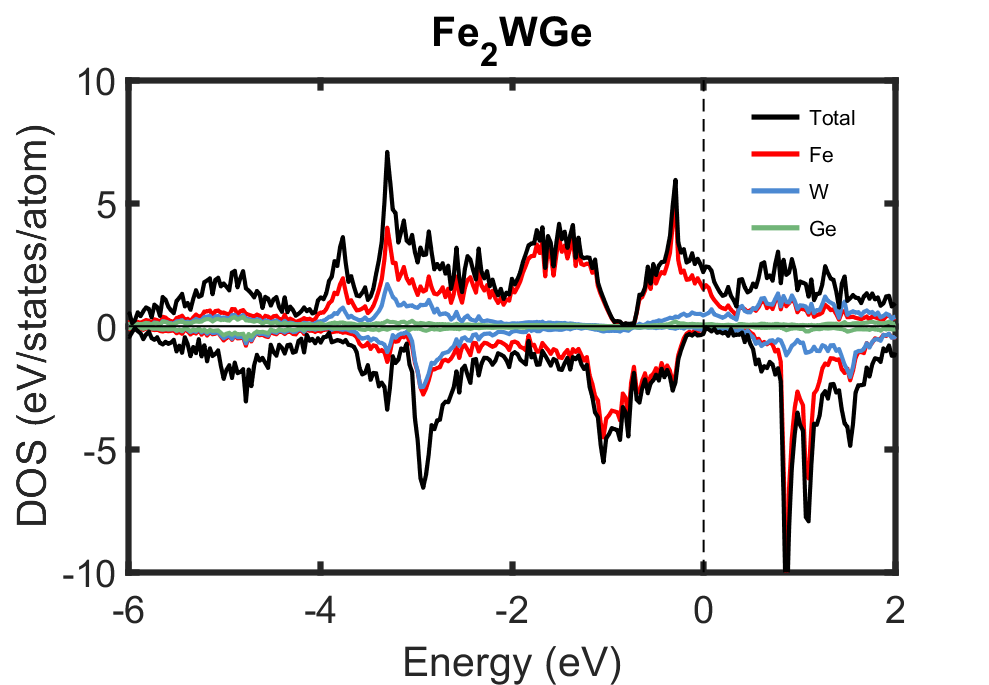 Fe₂WGe
10
5
0
-5
-10
DOS (eV/states/atom)
Total
Fe
W
Ge
-6 -4 -2 0 2
Energy (eV)